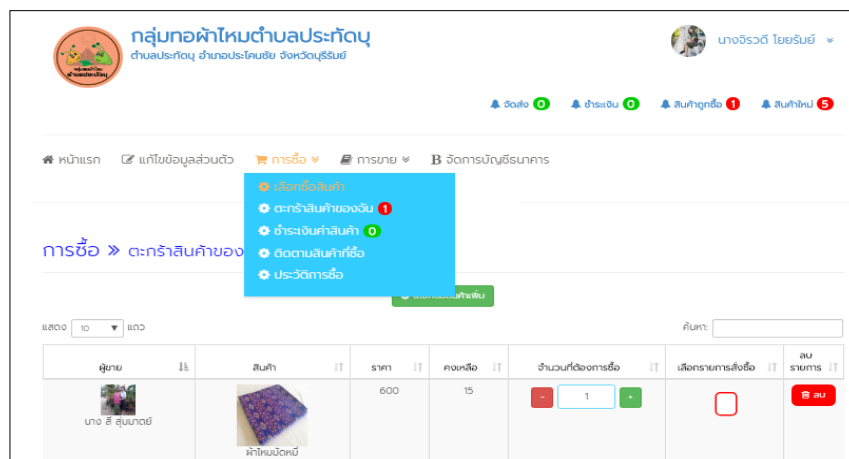 กลุ่มทอผ้าไหมตำบลประทัดบุ
ตำบลประทัดบุ อำเภอประโคนชัย จังหวัดบุรีรัมย์
นางจิรวดี โยยรัมย์
จัดส่ง 0 ชำระเงิน 0 สินค้าถูกซื้อ 1 สินค้าใหม่ 5
หน้าแรก แก้ไขข้อมูลส่วนตัว การซื้อ การขาย B จัดการบัญชีธนาคาร
เลือกซื้อสินค้า
ตะกร้าสินค้าของฉัน 1
ชำระเงินค่าสินค้า 0
ติดตามสินค้าที่ซื้อ
ประวัติการซื้อ
การซื้อ » ตะกร้าสินค้าของ
แสดง 10 แถว ค้นหา:
ผู้ขาย สินค้า ราคา คงเหลือ จำนวนที่ต้องการซื้อ เลือกรายการสั่งซื้อ ลบ
รายการ
600 15 - 1 + ลบ
นาง ลี สุ่มมาตย์
ผ้าไหมมัดหมี่